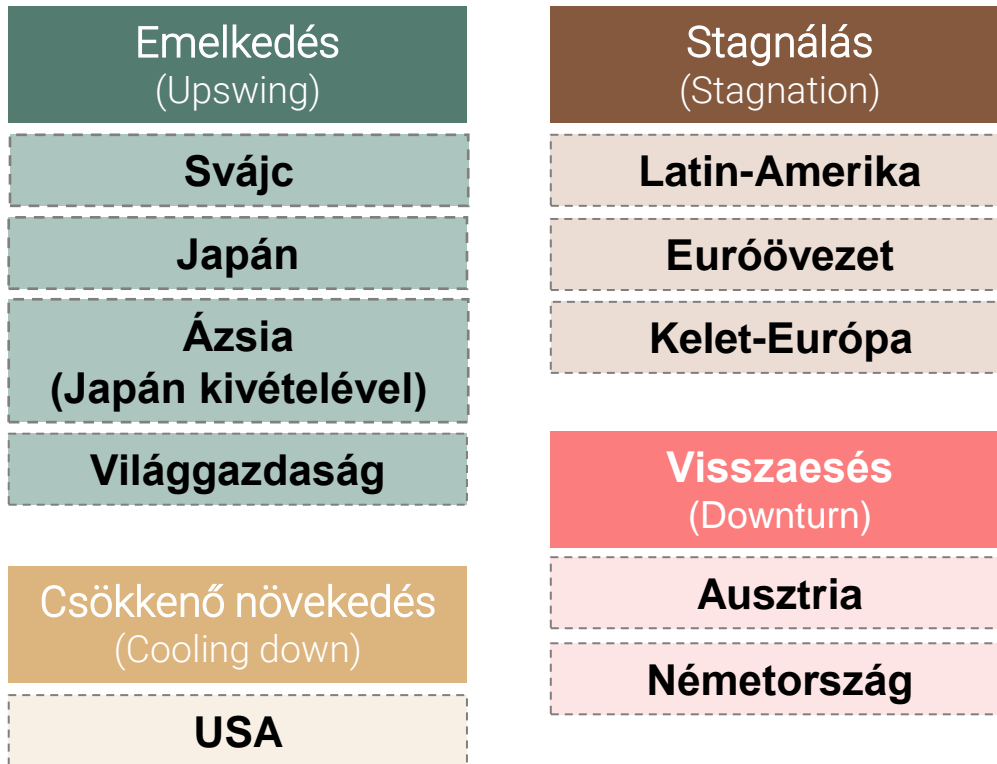 Emelkedés
(Upswing)
Svájc
Japán
Ázsia
(Japán kivételével)
Világgazdaság
Csökkenő növekedés
(Cooling down)
USA
Stagnálás
(Stagnation)
Latin-Amerika
Euróövezet
Kelet-Európa
Visszaesés
(Downturn)
Ausztria
Németország